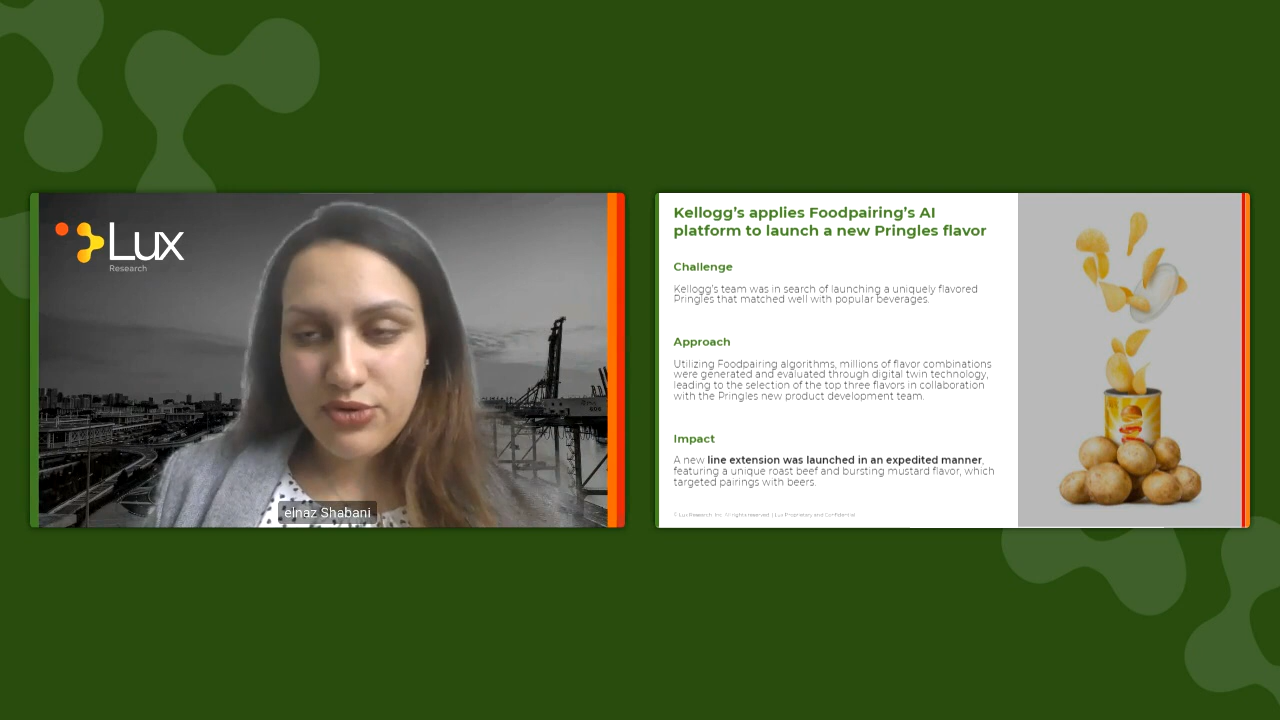 Lux
Research
einaz Shabani
Kellogg's applies Foodpairing's AI
platform to launch a new Pringles flavor
Challenge
Kellogg's team was in search of launching a uniquely flavored
Pringles that matched well with popular beverages.
Approach
Utilizing Foodpairing algorithms, millions of flavor combinations
were generated and evaluated through digital twin technology,
leading to the selection of the top three flavors in collaboration
with the Pringles new product development team.
Impact
A new line extension was launched in an expedited manner,
featuring a unique roast beef and bursting mustard flavor, which
targeted pairings with beers.
© Lux Research, Inc. All rights reserved. | Lux Proprietary and Confidential